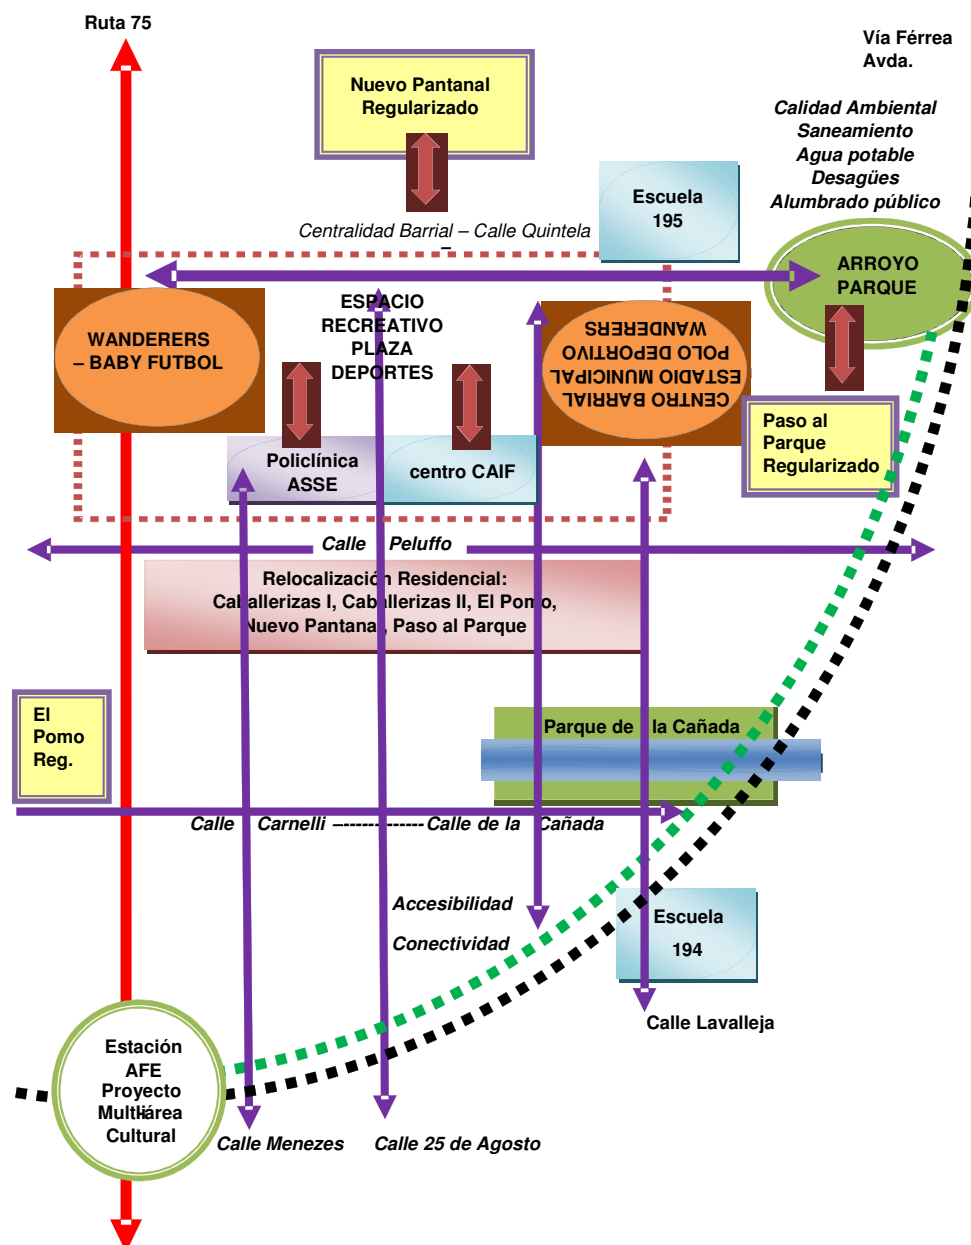 Ruta 75
Vía Férrea
Avda.
Nuevo Pantanal
Regularizado
Calidad Ambiental
Saneamiento
Agua potable
Desagües
Alumbrado público
Escuela
195
Centralidad Barrial – Calle Quintela
–
ARROYO
PARQUE
WANDERERS
– BABY FUTBOL
ESPACIO
RECREATIVO
PLAZA
DEPORTES
CENTRO BARRIAL
ESTADIO MUNICIPAL
POLO DEPORTIVO
WANDERERS
Paso al
Parque
Regularizado
Policlínica
ASSE
centro CAIF
Calle Peluffo
Relocalización Residencial:
Caballerizas I, Caballerizas II, El Pomo,
Nuevo Pantanal, Paso al Parque
El
Pomo
Reg.
Parque de la Cañada
Calle Carnelli –------------- Calle de la Cañada
Accesibilidad
Conectividad
Escuela
194
Calle Lavalleja
Estación
AFE
Proyecto
Multi-área
Cultural
Calle Menezes
Calle 25 de Agosto